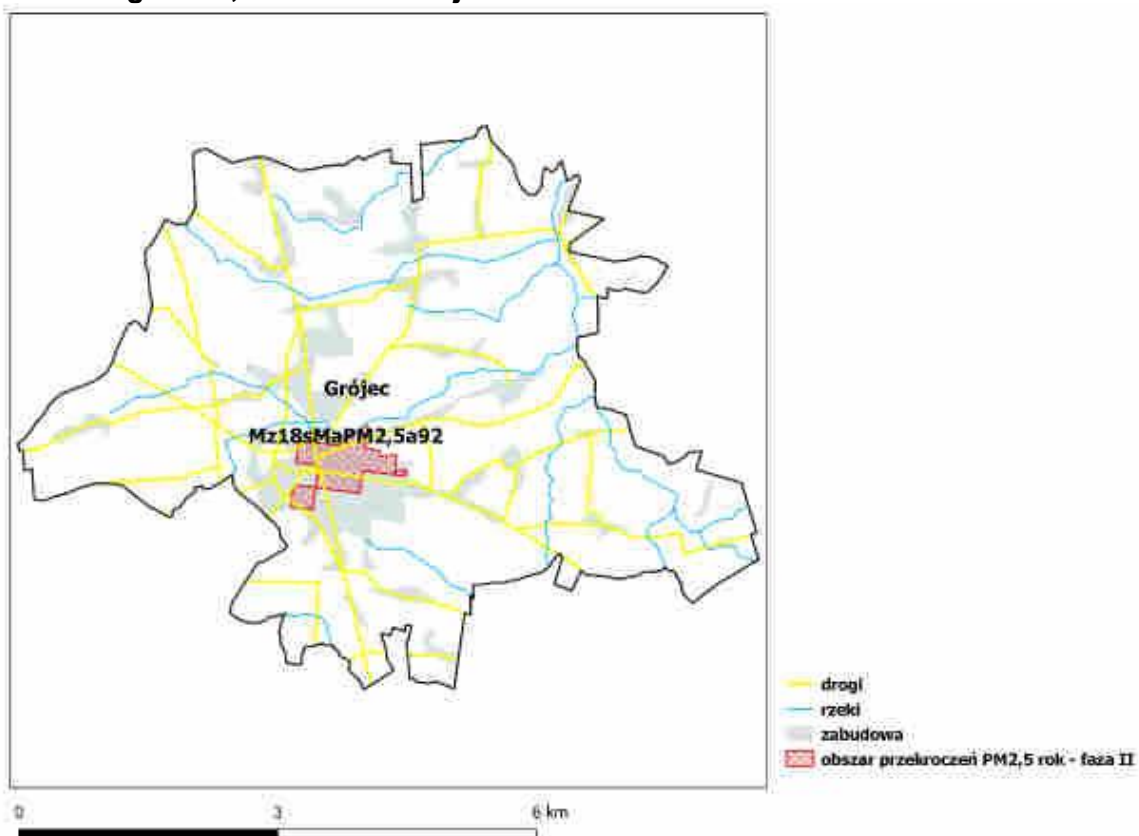 Grójec
Mz18sMaPM2,5a92
drogi
rzeki
zabudowa
obszar przekroczeń PM2,5 rok - faza II
0 3 6 km